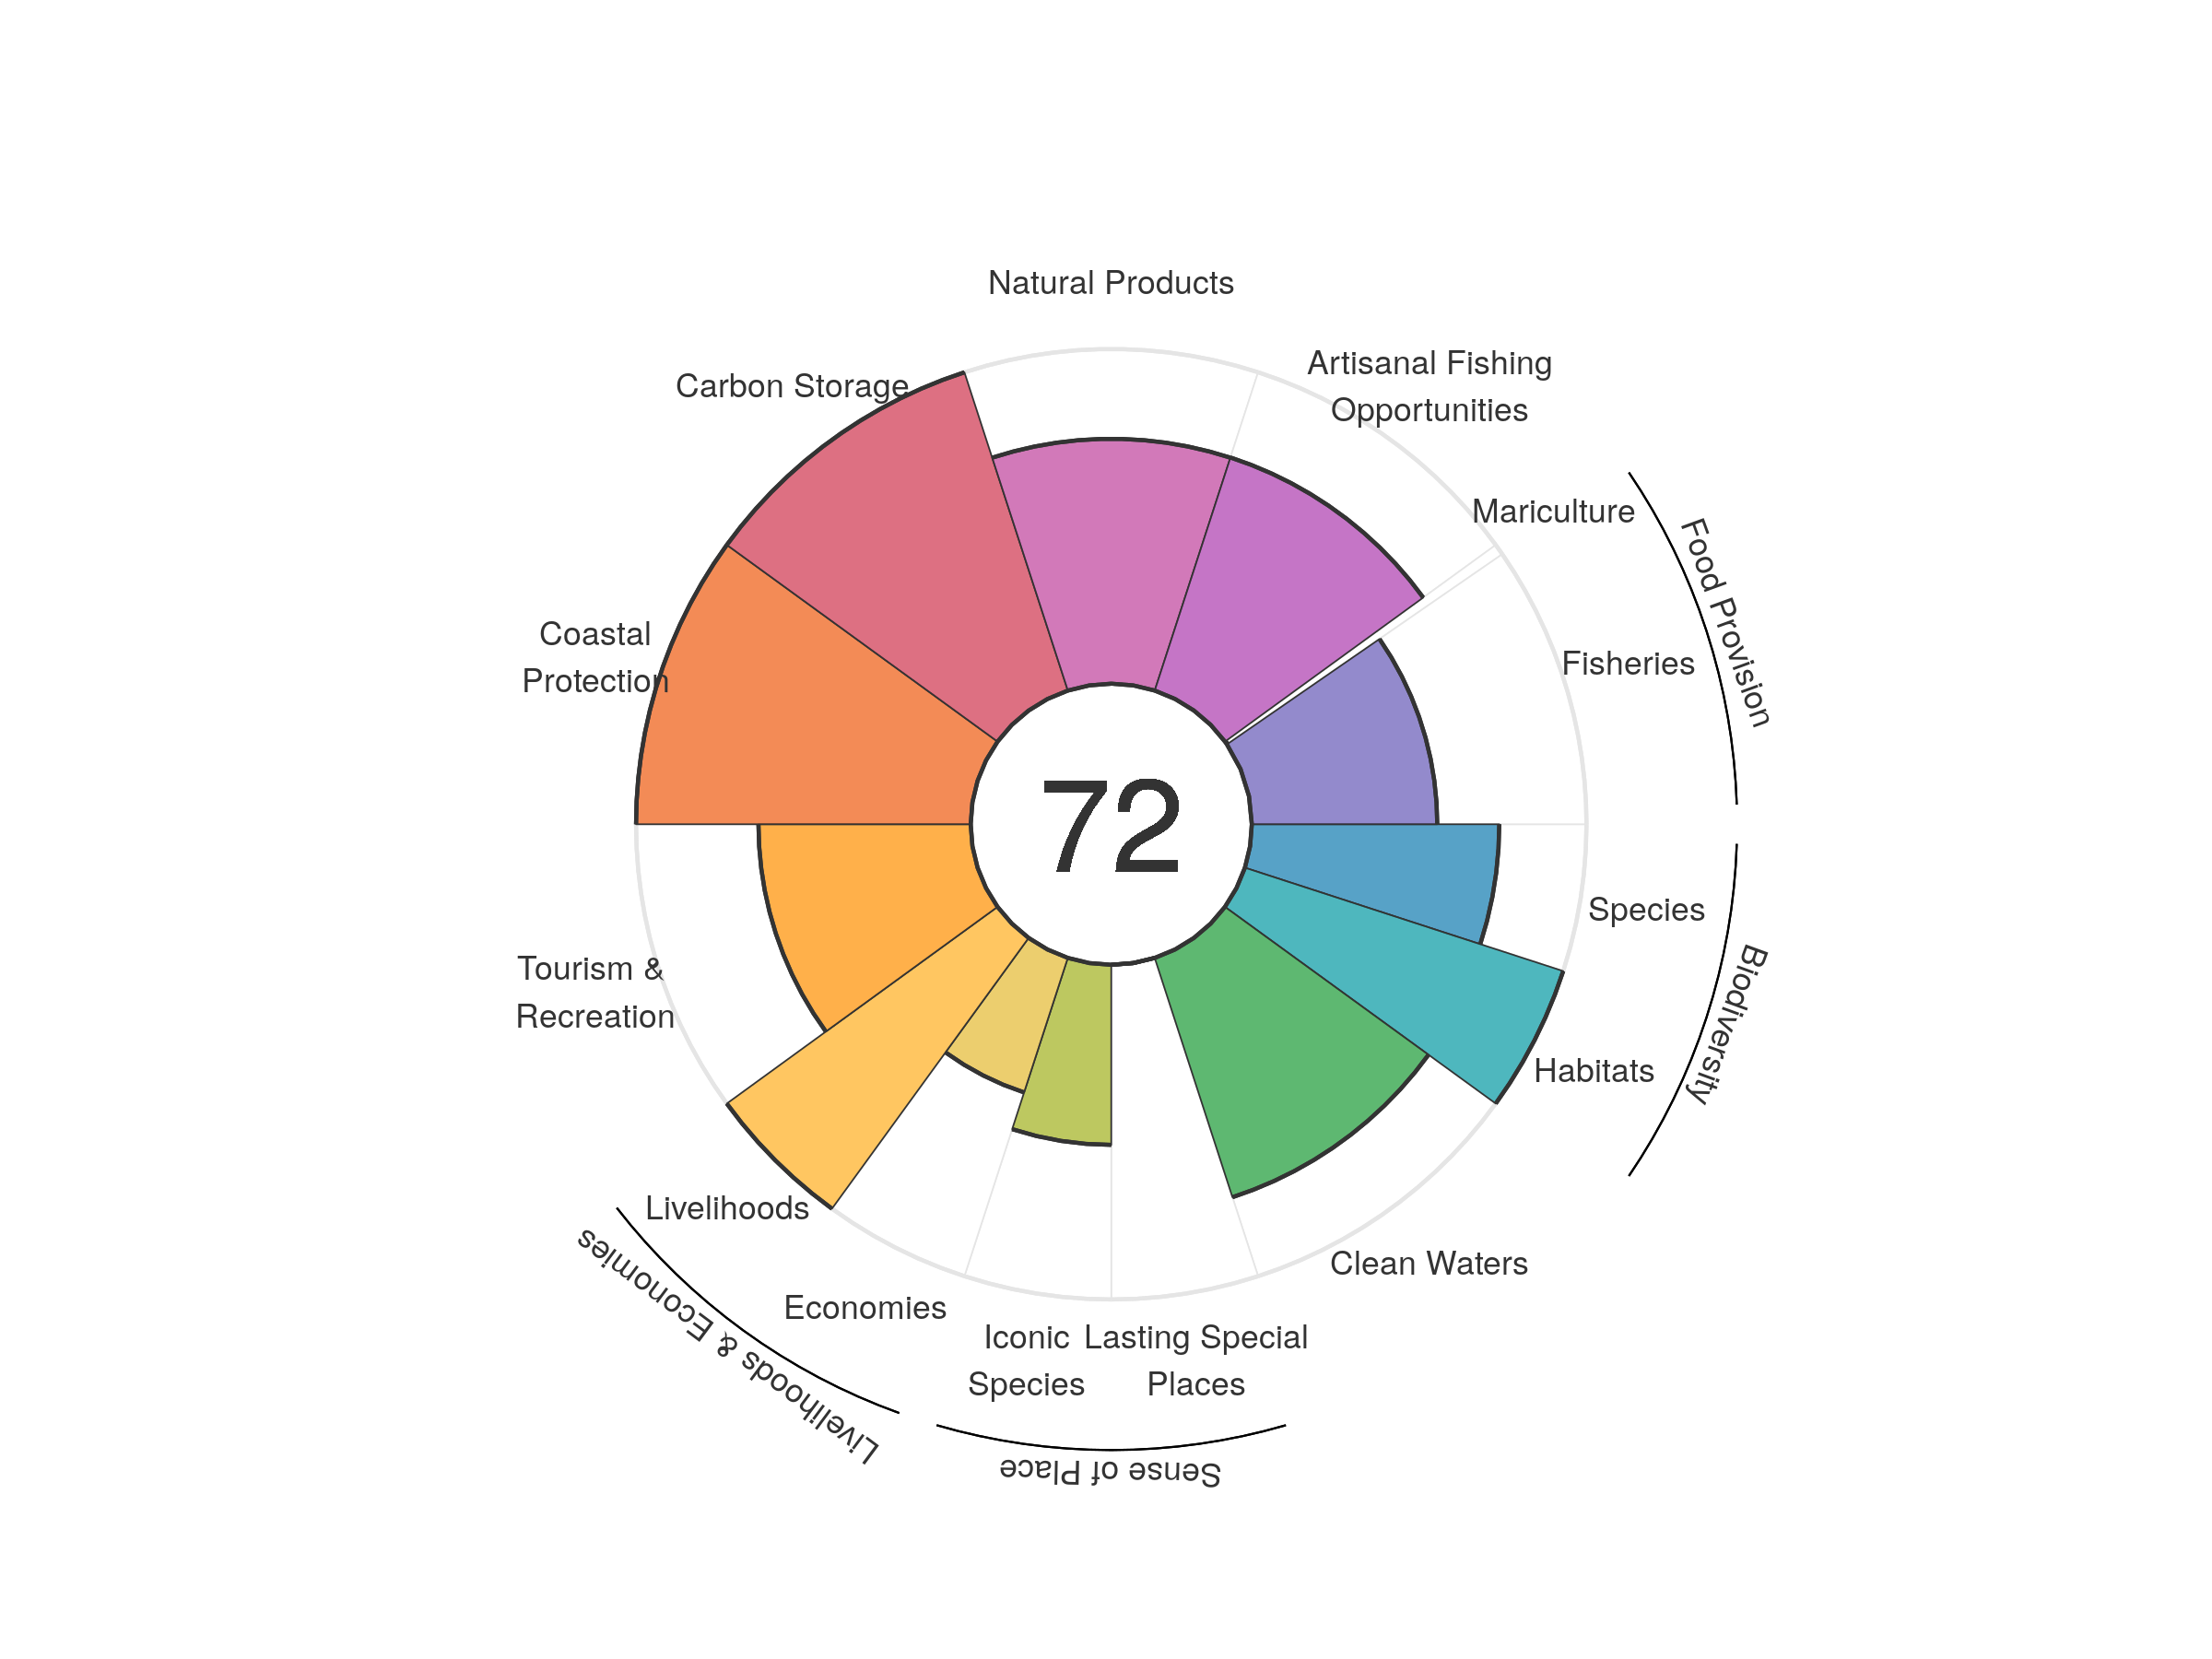 Natural Products
Carbon Storage
Artisanal Fishing
Opportunities
Mariculture
Food Provision
Fisheries
Coastal
Protection
72
Species
Biodiversity
Tourism &
Recreation
Habitats
Livelihoods
Clean Waters
Livelihoods & Economies
Economies
Iconic
Species
Lasting Special
Places
Sense of Place